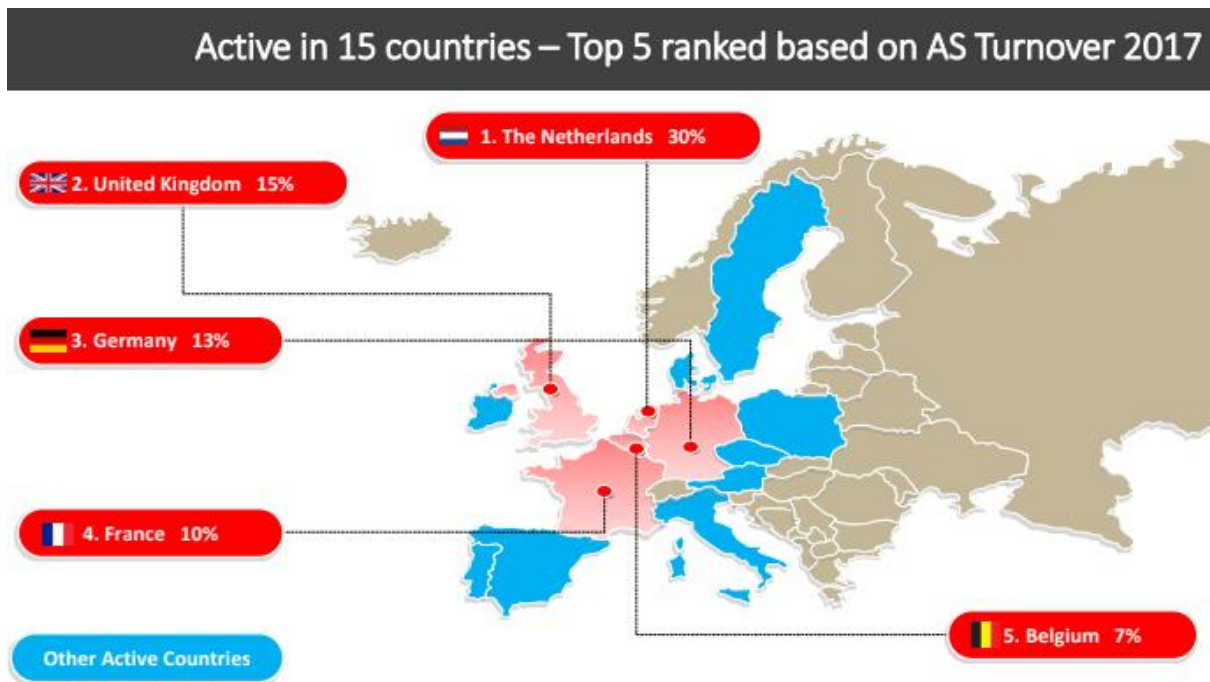 Active in 15 countries – Top 5 ranked based on AS Turnover 2017
1. The Netherlands 30%
2. United Kingdom 15%
3. Germany 13%
4. France 10%
5. Belgium 7%
Other Active Countries